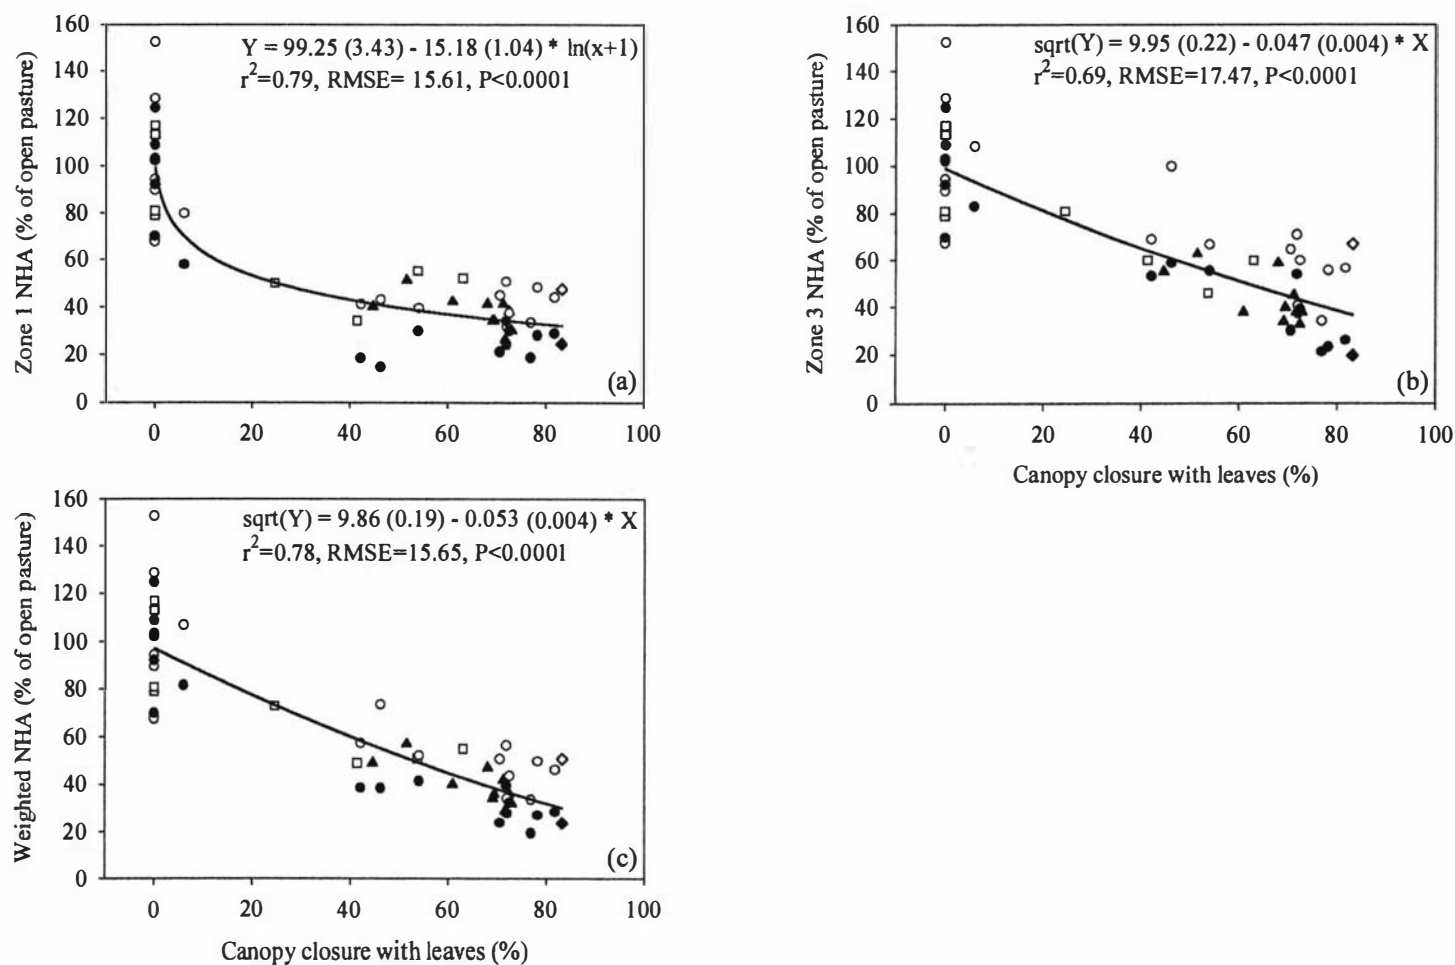 Zone 1 NHA (% of open pasture)
160
140
120
100
80
60
40
20
0
Y = 99.25 (3.43) - 15.18 (1.04) * ln(x+1)
r²=0.79, RMSE= 15.61, P<0.0001
(a)
0 20 40 60 80 100
Zone 3 NHA (% of open pasture)
160
140
120
100
80
60
40
20
0
sqrt(Y) = 9.95 (0.22) - 0.047 (0.004) * X
r²=0.69, RMSE=17.47, P<0.0001
(b)
0 20 40 60 80 100
Canopy closure with leaves (%)
Weighted NHA (% of open pasture)
160
140
120
100
80
60
40
20
0
sqrt(Y) = 9.86 (0.19) - 0.053 (0.004) * X
r²=0.78, RMSE=15.65, P<0.0001
(c)
0 20 40 60 80 100
Canopy closure with leaves (%)